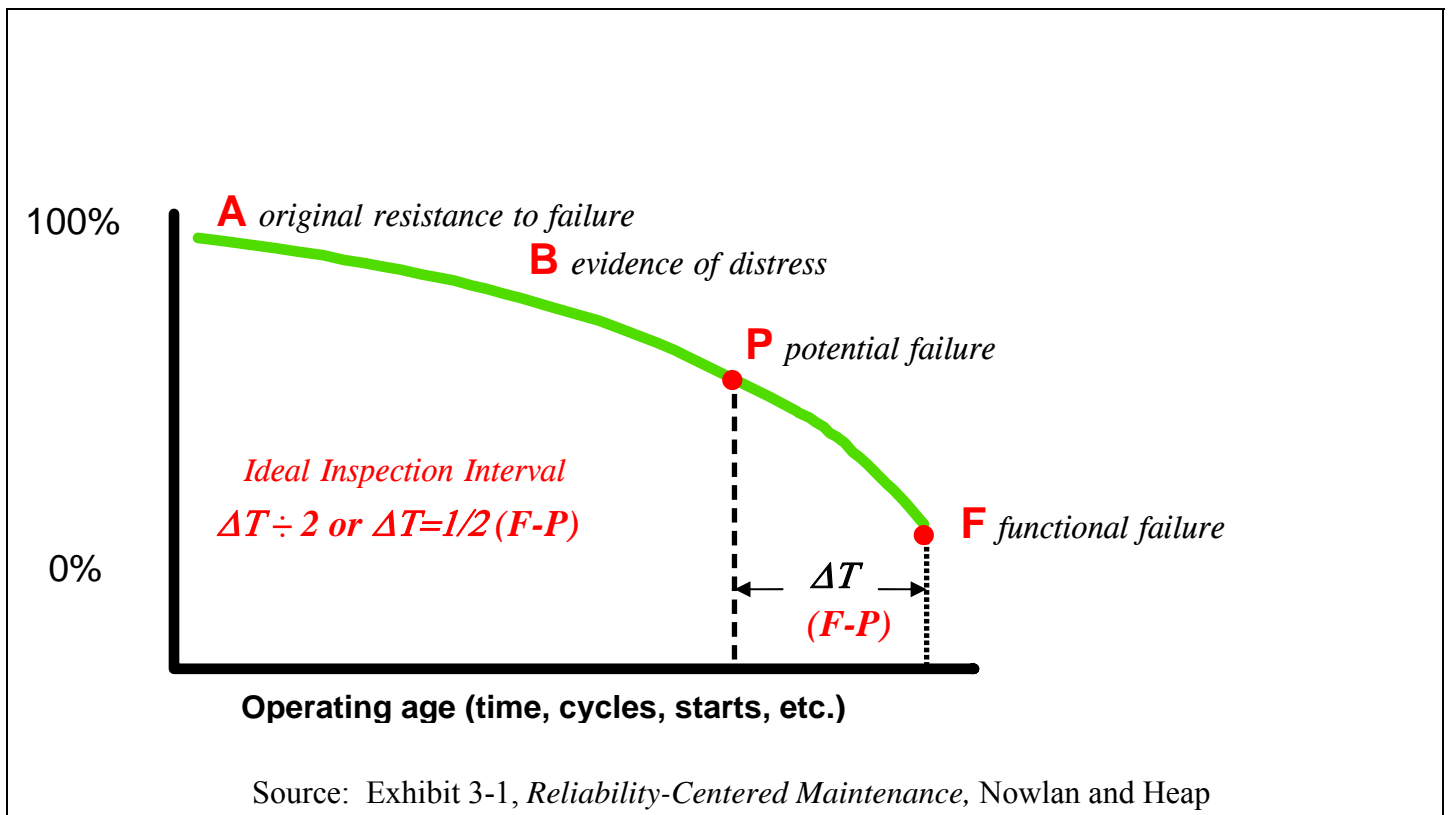 100%
A original resistance to failure
B evidence of distress
P potential failure
Ideal Inspection Interval
ΔT ÷ 2 or ΔT=1/2 (F-P)
F functional failure
0%
ΔT
(F-P)
Operating age (time, cycles, starts, etc.)
Source: Exhibit 3-1, Reliability-Centered Maintenance, Nowlan and Heap